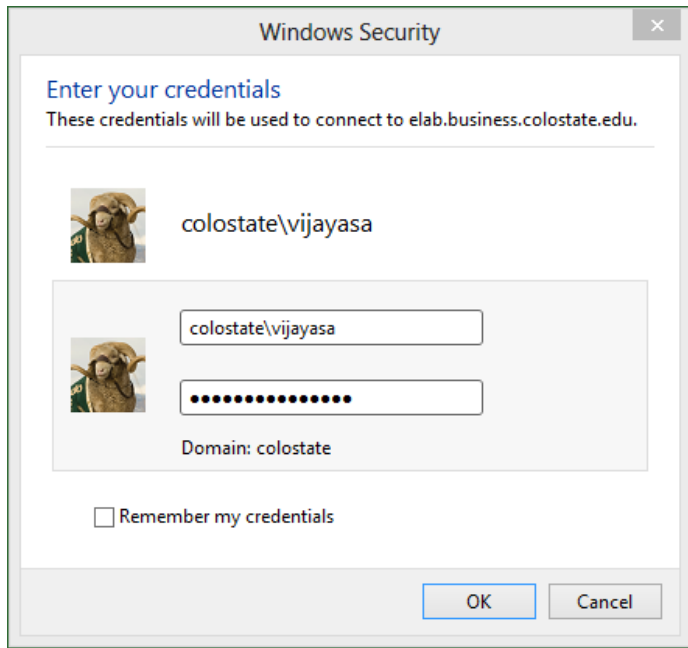 Windows Security
Enter your credentials
These credentials will be used to connect to elab.business.colostate.edu.
colostate\vijayasa
colostate\vijayasa
●●●●●●●●●●●●●●●
Domain: colostate
Remember my credentials
OK Cancel